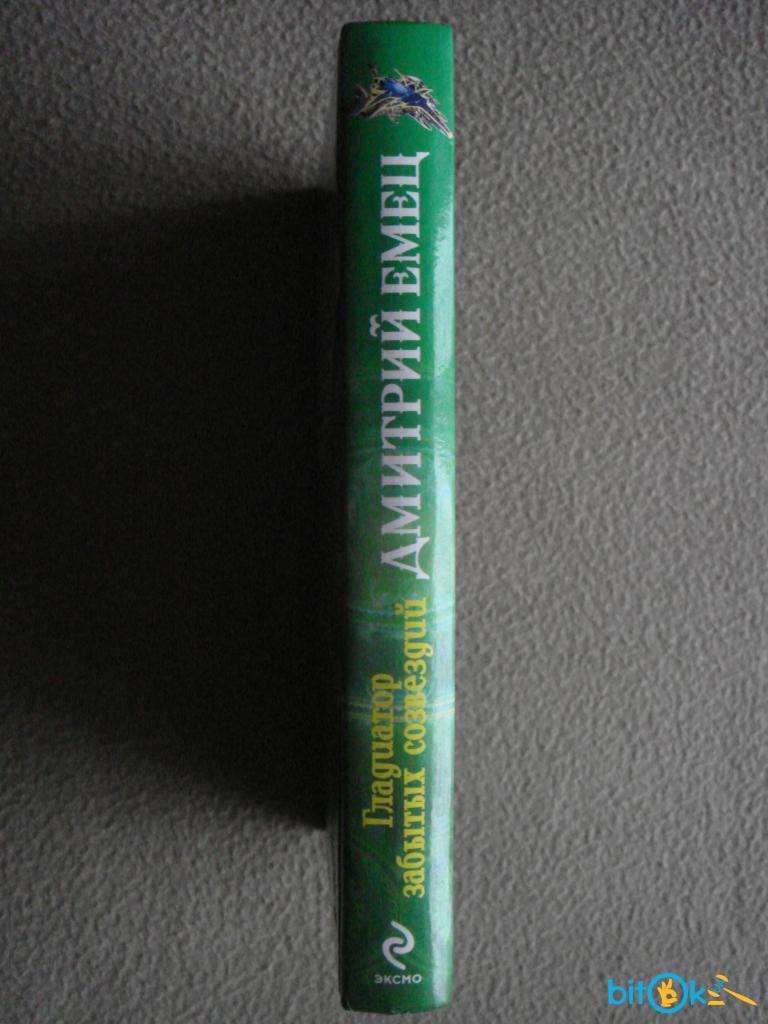 ДМИТРИЙ ЕМЕЦ
Гладиатор
забытых созвездий
ЭКСМО
bitOk